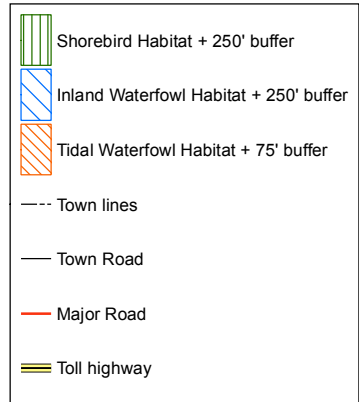 Shorebird Habitat + 250' buffer
Inland Waterfowl Habitat + 250' buffer
Tidal Waterfowl Habitat + 75' buffer
Town lines
Town Road
Major Road
Toll highway